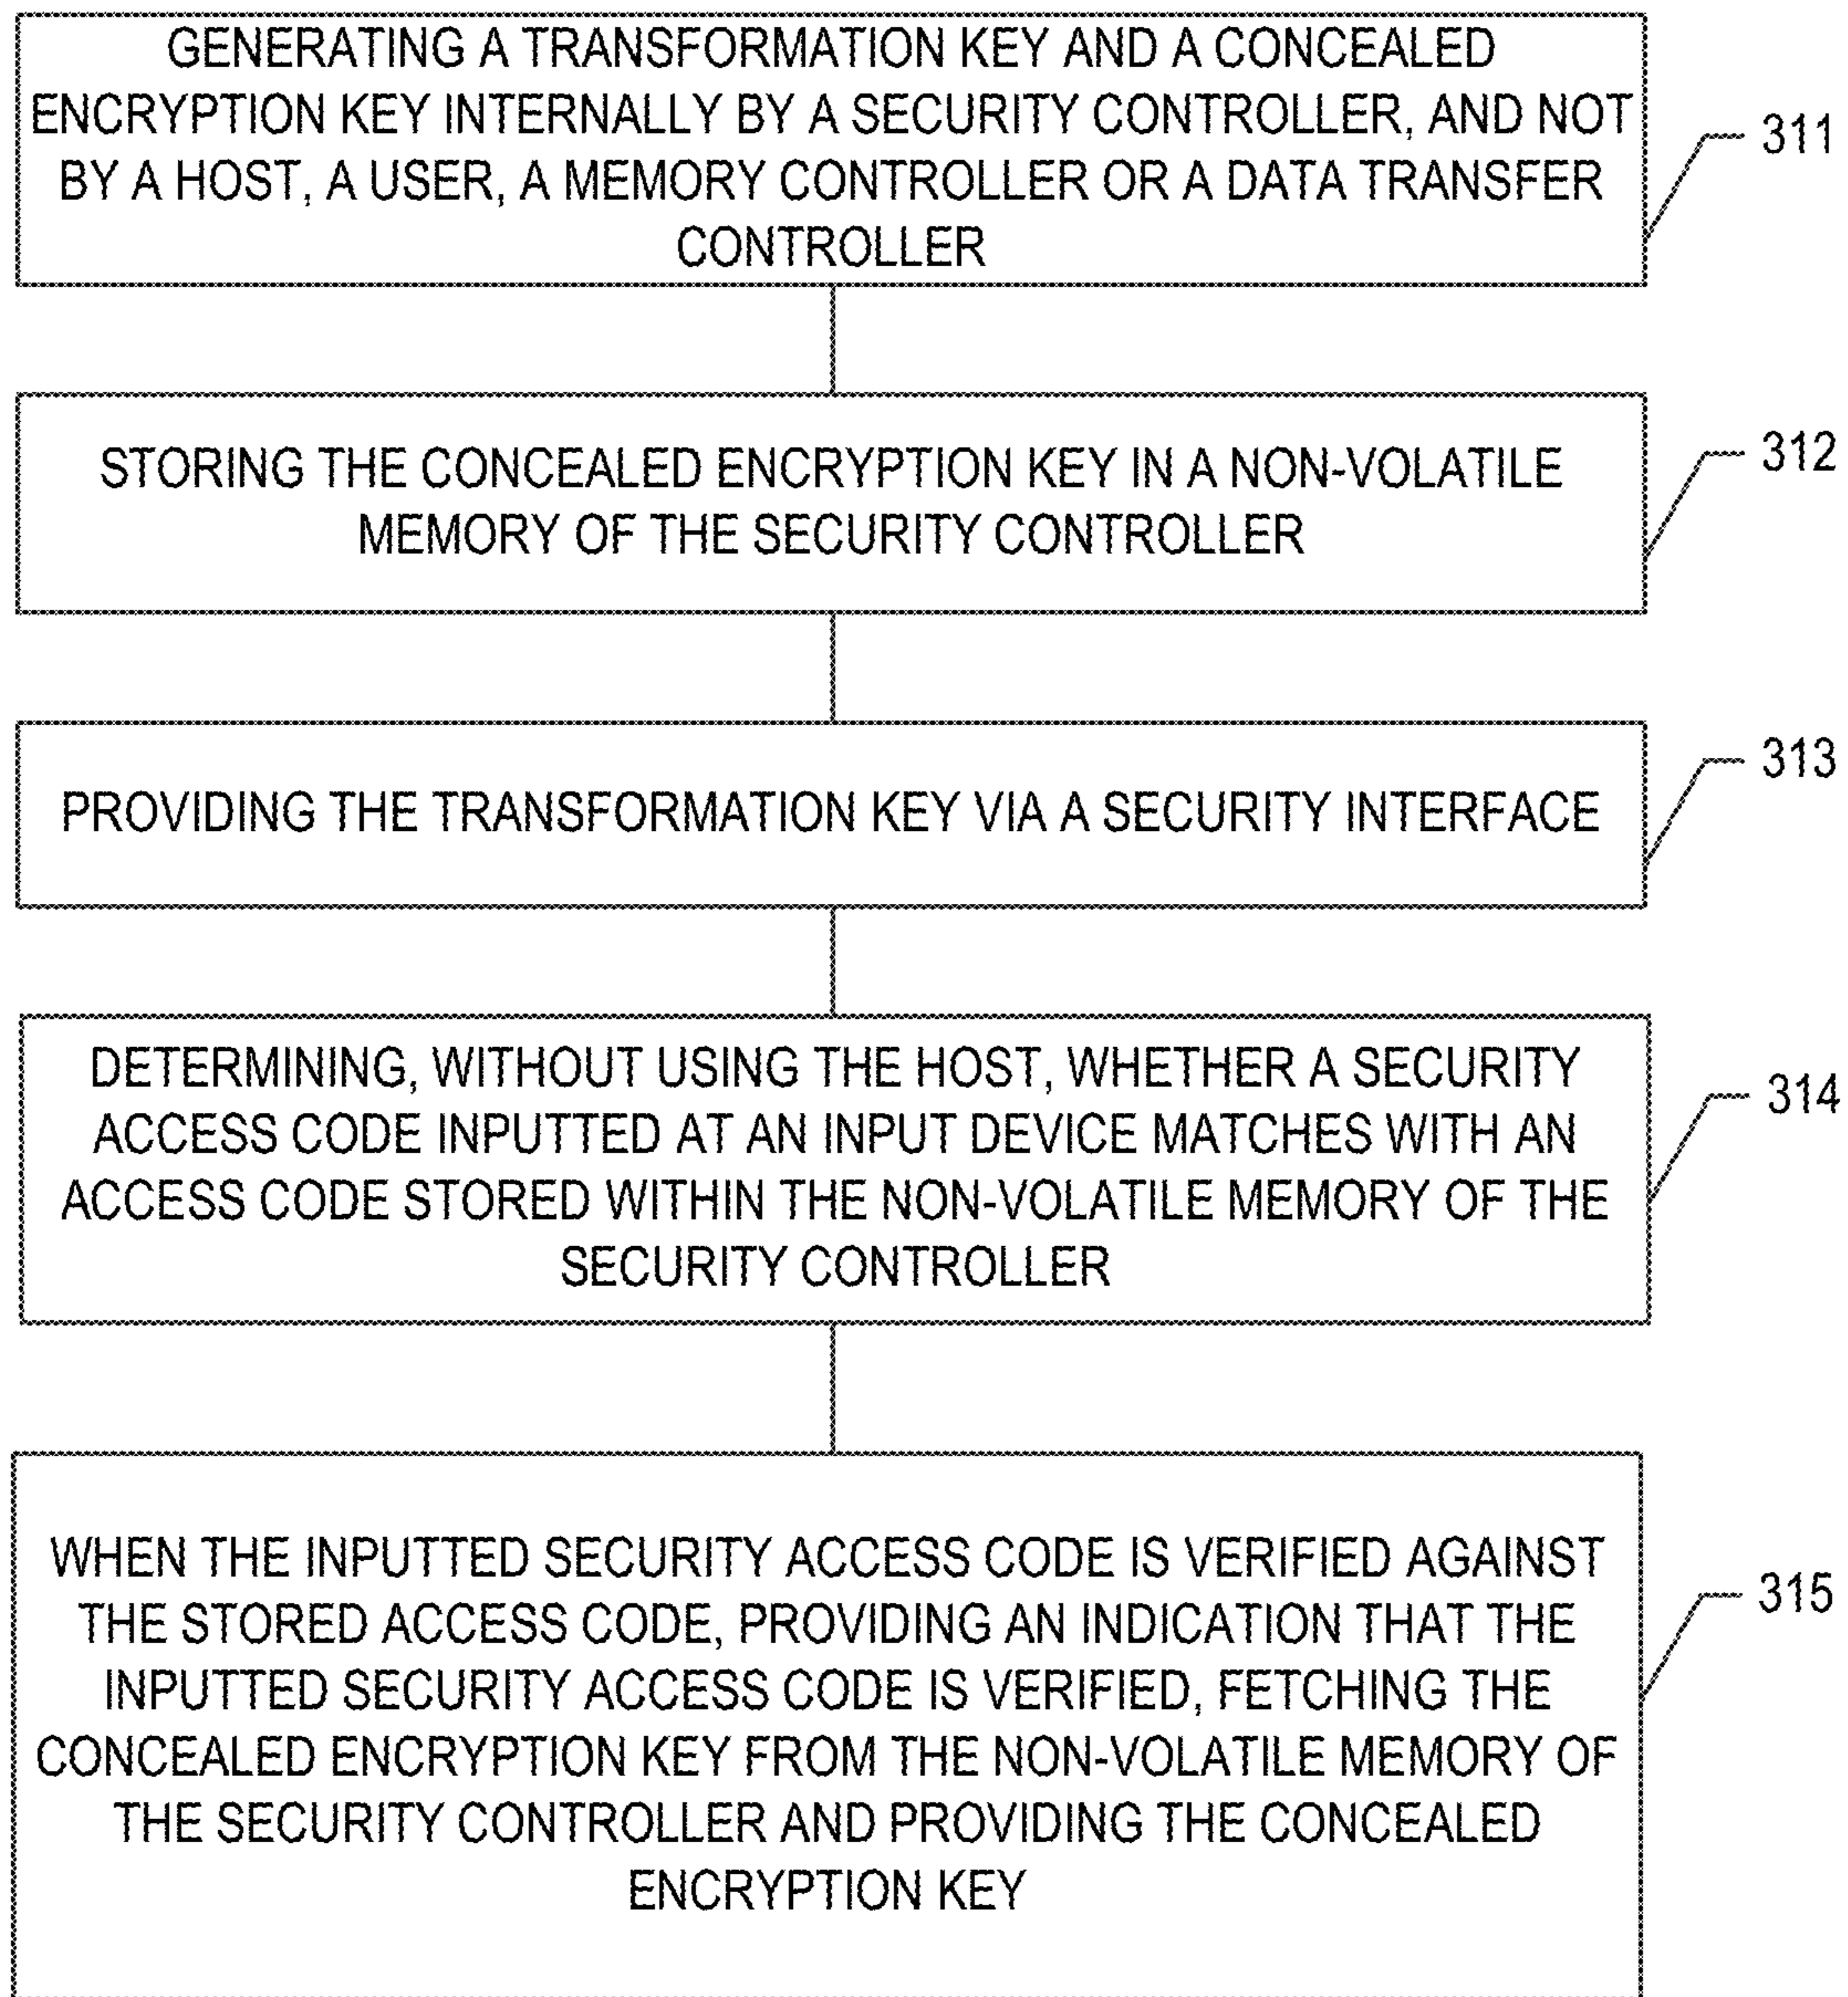 GENERATING A TRANSFORMATION KEY AND A CONCEALED
ENCRYPTION KEY INTERNALLY BY A SECURITY CONTROLLER, AND NOT
BY A HOST, A USER, A MEMORY CONTROLLER OR A DATA TRANSFER
CONTROLLER
311
STORING THE CONCEALED ENCRYPTION KEY IN A NON-VOLATILE
MEMORY OF THE SECURITY CONTROLLER
312
PROVIDING THE TRANSFORMATION KEY VIA A SECURITY INTERFACE
313
DETERMINING, WITHOUT USING THE HOST, WHETHER A SECURITY
ACCESS CODE INPUTTED AT AN INPUT DEVICE MATCHES WITH AN
ACCESS CODE STORED WITHIN THE NON-VOLATILE MEMORY OF THE
SECURITY CONTROLLER
314
WHEN THE INPUTTED SECURITY ACCESS CODE IS VERIFIED AGAINST
THE STORED ACCESS CODE, PROVIDING AN INDICATION THAT THE
INPUTTED SECURITY ACCESS CODE IS VERIFIED, FETCHING THE
CONCEALED ENCRYPTION KEY FROM THE NON-VOLATILE MEMORY OF
THE SECURITY CONTROLLER AND PROVIDING THE CONCEALED
ENCRYPTION KEY
315